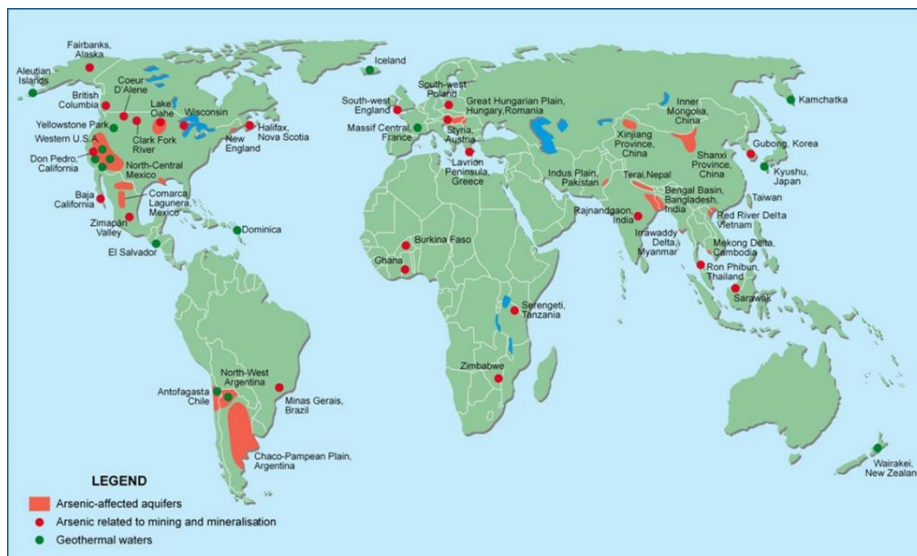 Fairbanks,
Alaska
Aleutian
Islands
Coeur
D'Alene
British
Columbia
Lake
Oahe
Wisconsin
Yellowstone Park
Western U.S.A.
Clark Fork
River
New
England
Halifax,
Nova Scotia
Don Pedro,
California
North-Central
Mexico
Baja
California
Comarca
Lagunera,
Mexico
Zimapán
Valley
El Salvador
Dominica
Iceland
South-west
Poland
South-west
England
Great Hungarian Plain,
Hungary,Romania
Massif Central,
France
Styria,
Austria
Lavrion
Peninsula,
Greece
Inner
Mongolia,
China
Kamchatka
Xinjiang
Province,
China
Shanxi
Province,
China
Gubong, Korea
Kyushu,
Japan
Indus Plain,
Pakistan
Terai,Nepal
Bengal Basin,
Bangladesh,
India
Taiwan
Rajnandgaon,
India
Red River Delta
Vietnam
Irrawaddy
Delta,
Myanmar
Mekong Delta,
Cambodia
Ron Phibun,
Thailand
Sarawak
Burkina Faso
Ghana
Serengeti,
Tanzania
Zimbabwe
North-West
Argentina
Antofagasta
Chile
Minas Gerais,
Brazil
Chaco-Pampean Plain,
Argentina
Wairakei,
New Zealan
LEGEND
Arsenic-affected aquifers
Arsenic related to mining and mineralisation
Geothermal waters